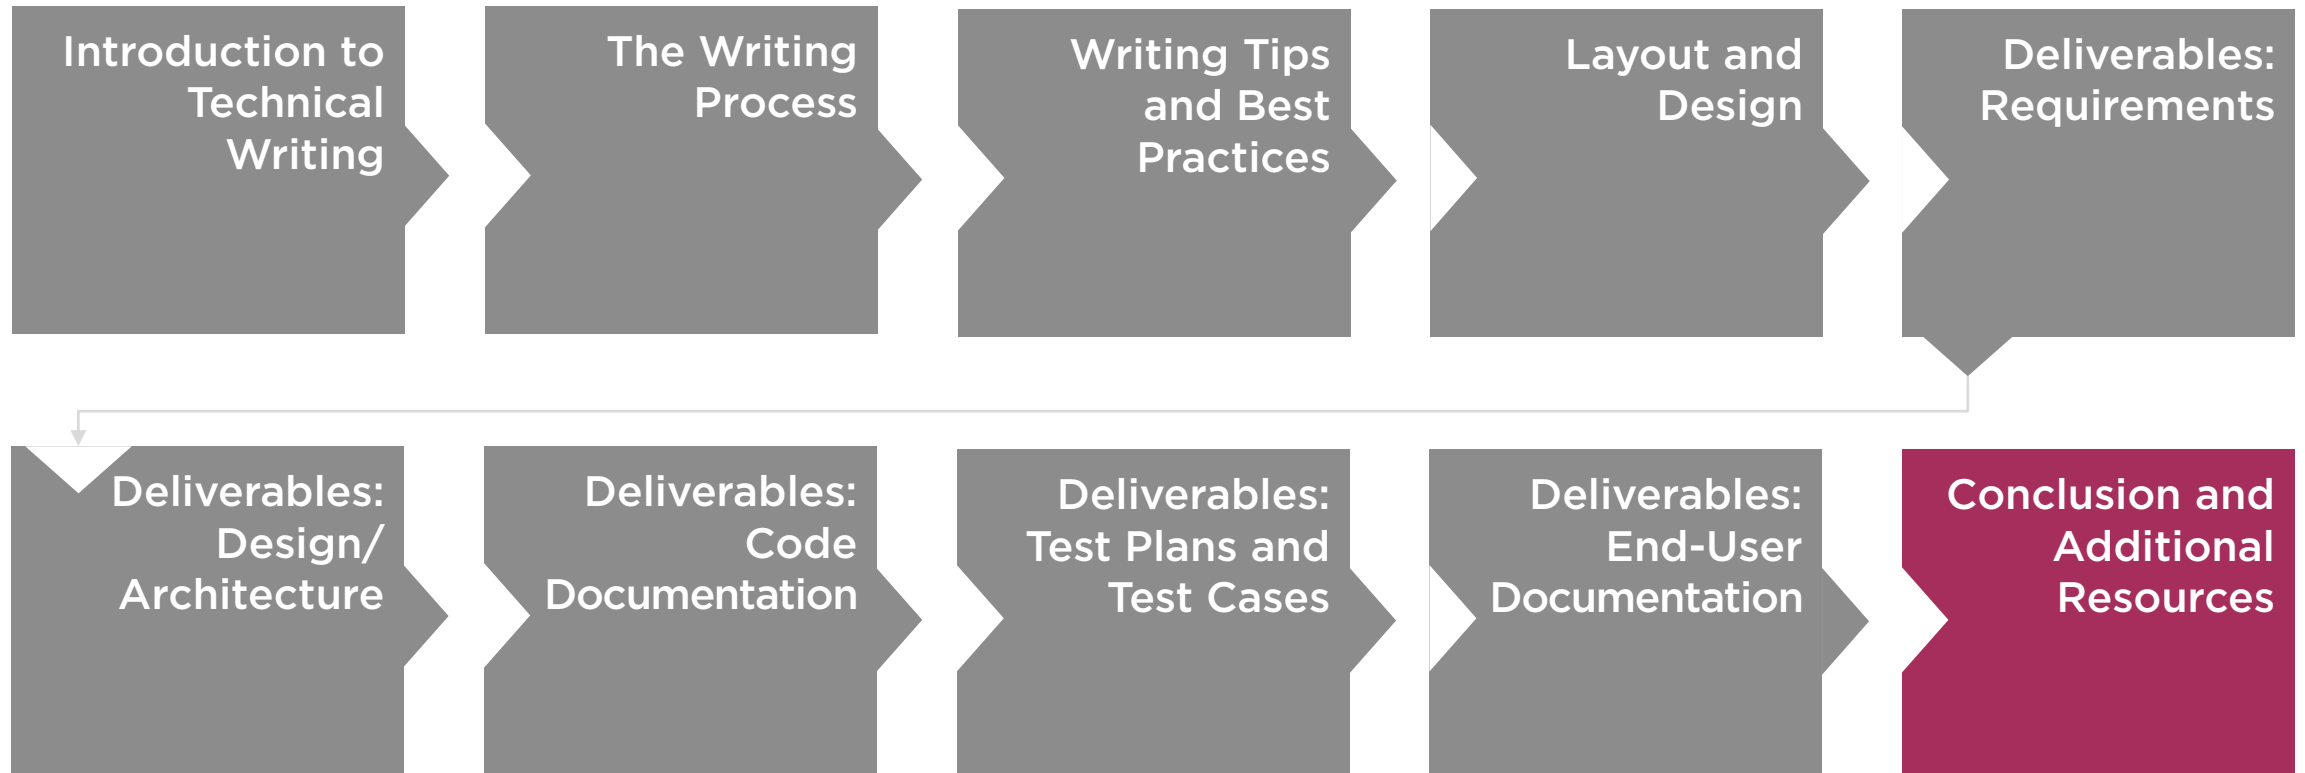 Introduction to
Technical
Writing
The Writing
Process
Writing Tips
and Best
Practices
Layout and
Design
Deliverables:
Requirements
Deliverables:
Design/
Architecture
Deliverables:
Code
Documentation
Deliverables:
Test Plans and
Test Cases
Deliverables:
End-User
Documentation
Conclusion and
Additional
Resources